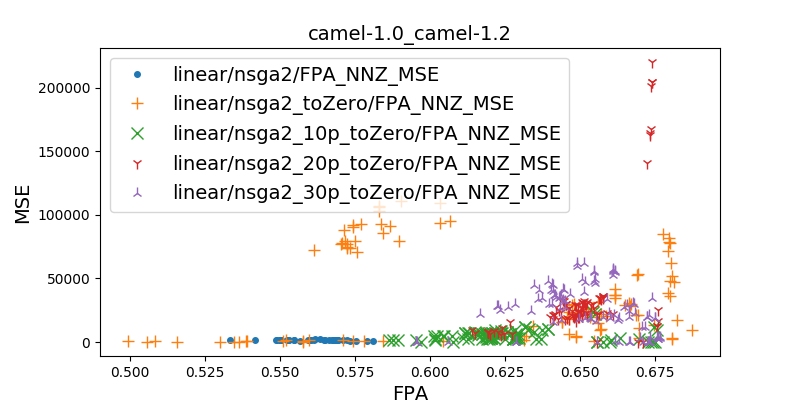 camel-1.0_camel-1.2
linear/nsga2/FPA_NNZ_MSE
linear/nsga2_toZero/FPA_NNZ_MSE
linear/nsga2_10p_toZero/FPA_NNZ_MSE
linear/nsga2_20p_toZero/FPA_NNZ_MSE
linear/nsga2_30p_toZero/FPA_NNZ_MSE
MSE
200000
150000
100000
50000
0
0.500 0.525 0.550 0.575 0.600 0.625 0.650 0.675
FPA